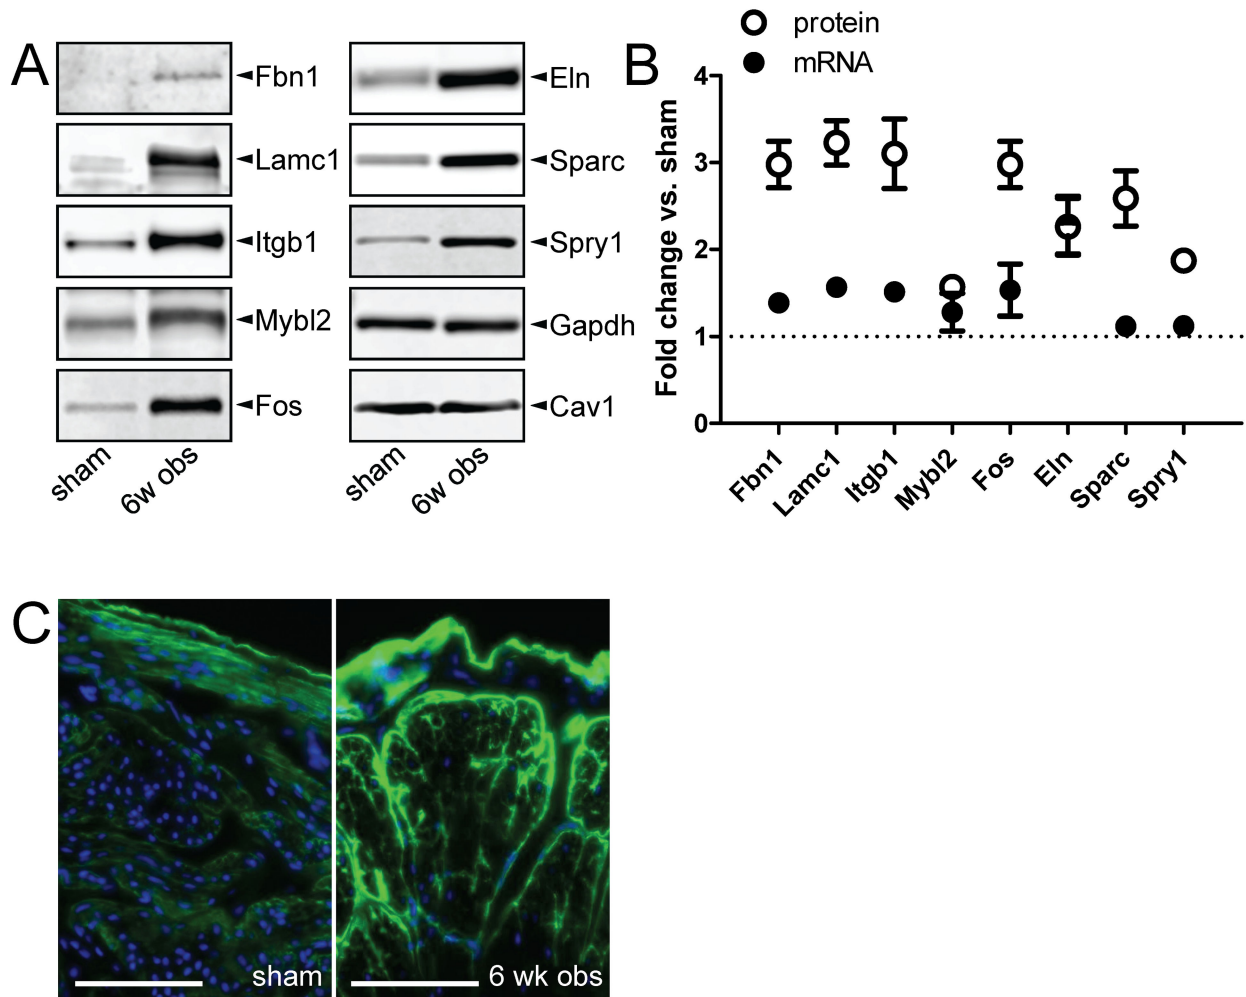 A
Fbn1
Lamc1
Itgb1
Mybl2
Fos
sham
6w obs
Eln
Sparc
Spry1
Gapdh
Cav1
sham
6w obs
B
protein
mRNA
Fold change vs. sham
4
3
2
1
0
Fbn1
Lamc1
Itgb1
Mybl2
Fos
Eln
Sparc
Spry1
C
sham
6 wk obs